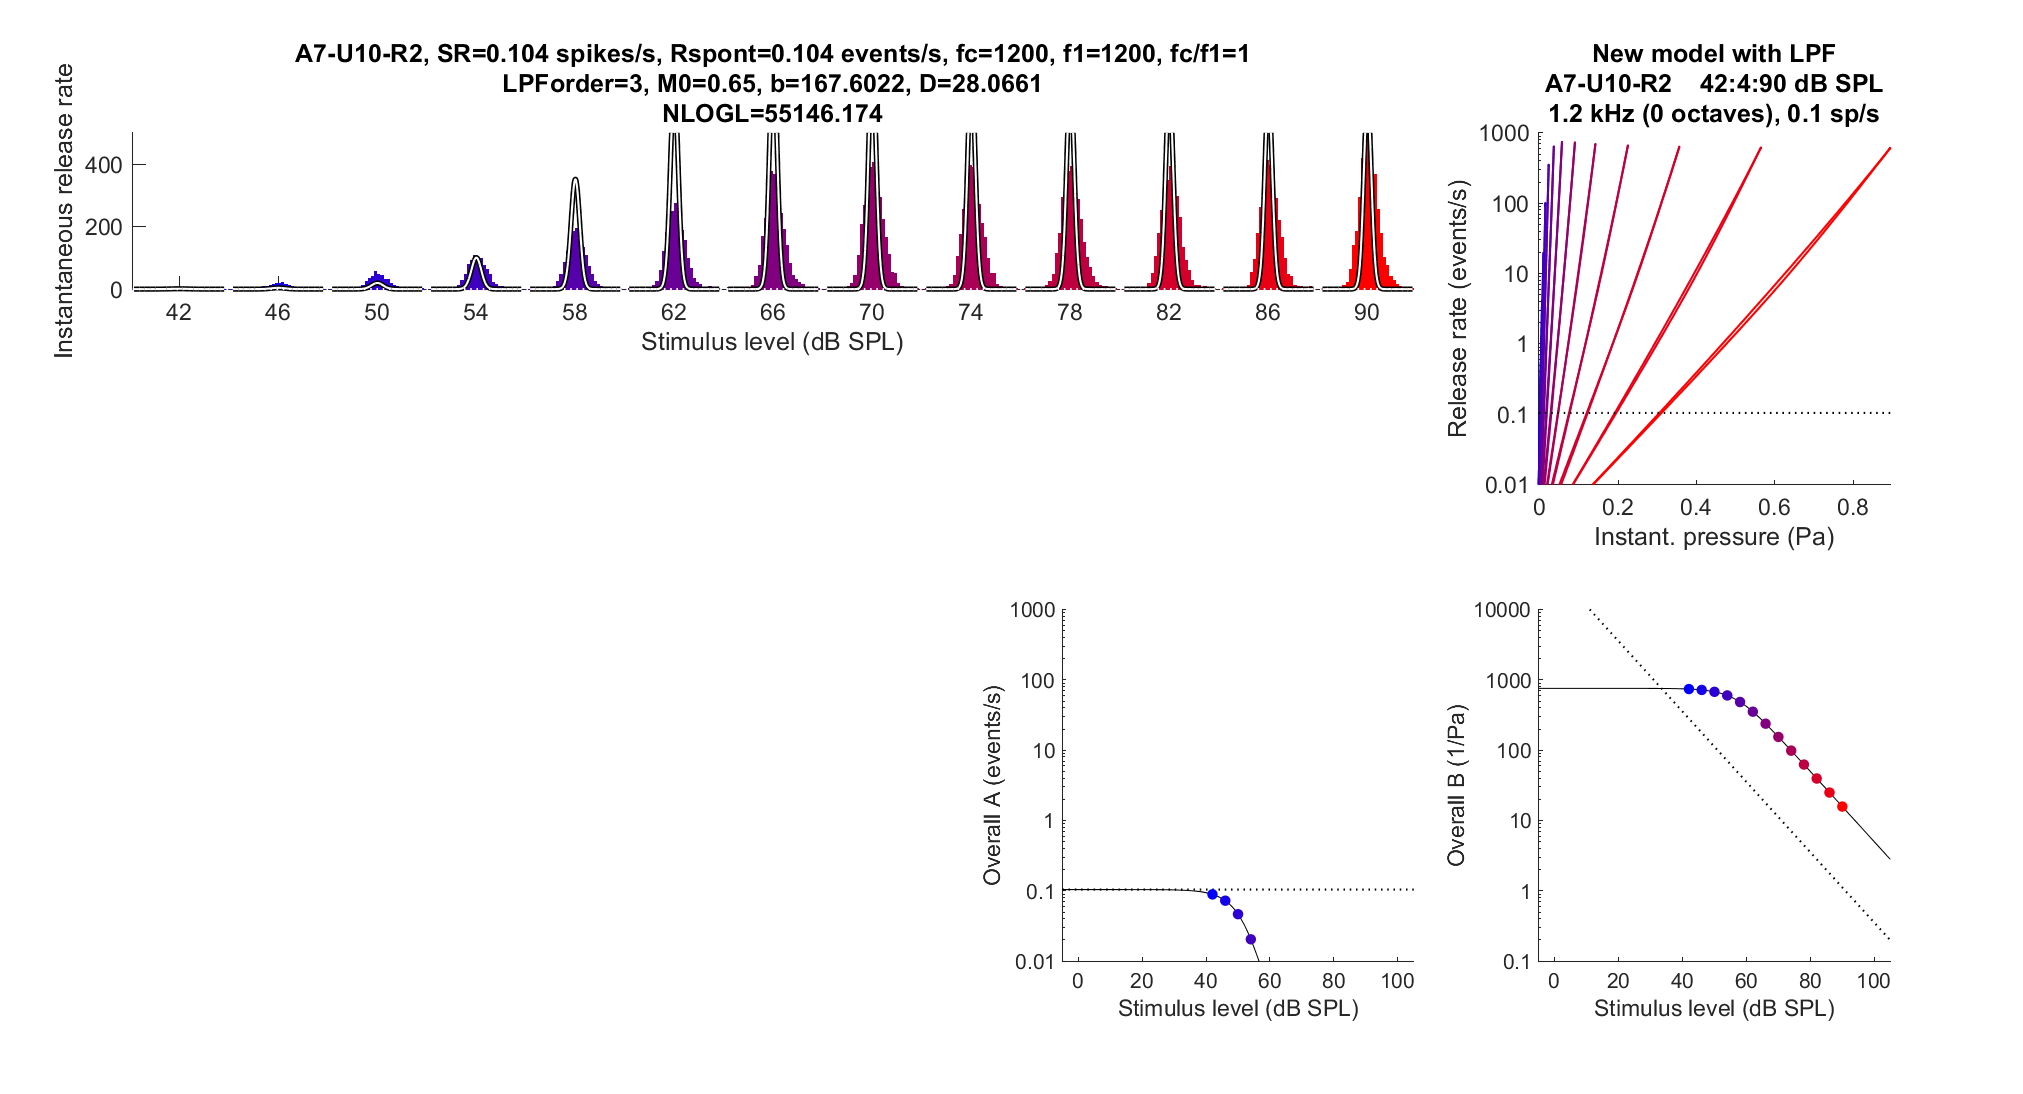 A7-U10-R2, SR=0.104 spikes/s, Rspont=0.104 events/s, fc=1200, f1=1200, fc/f1=1
LPForder=3, M0=0.65, b=167.6022, D=28.0661
NLOGL=55146.174
Instantaneous release rate
400
200
0
42 46 50 54 58 62 66 70 74 78 82 86 90
Stimulus level (dB SPL)
New model with LPF
A7-U10-R2 42:4:90 dB SPL
1.2 kHz (0 octaves), 0.1 sp/s
Release rate (events/s)
1000
100
10
1
0.1
0.01
0 0.2 0.4 0.6 0.8
Instant. pressure (Pa)
Overall A (events/s)
1000
100
10
1
0.1
0.01
0 20 40 60 80 100
Stimulus level (dB SPL)
Overall B (1/Pa)
10000
1000
100
10
1
0.1
0 20 40 60 80 100
Stimulus level (dB SPL)